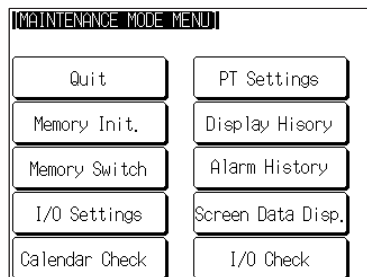 [MAINTENANCE MODE MENU]
Quit
PT Settings
Memory Init.
Display Hisory
Memory Switch
Alarm History
I/O Settings
Screen Data Disp.
Calendar Check
I/O Check